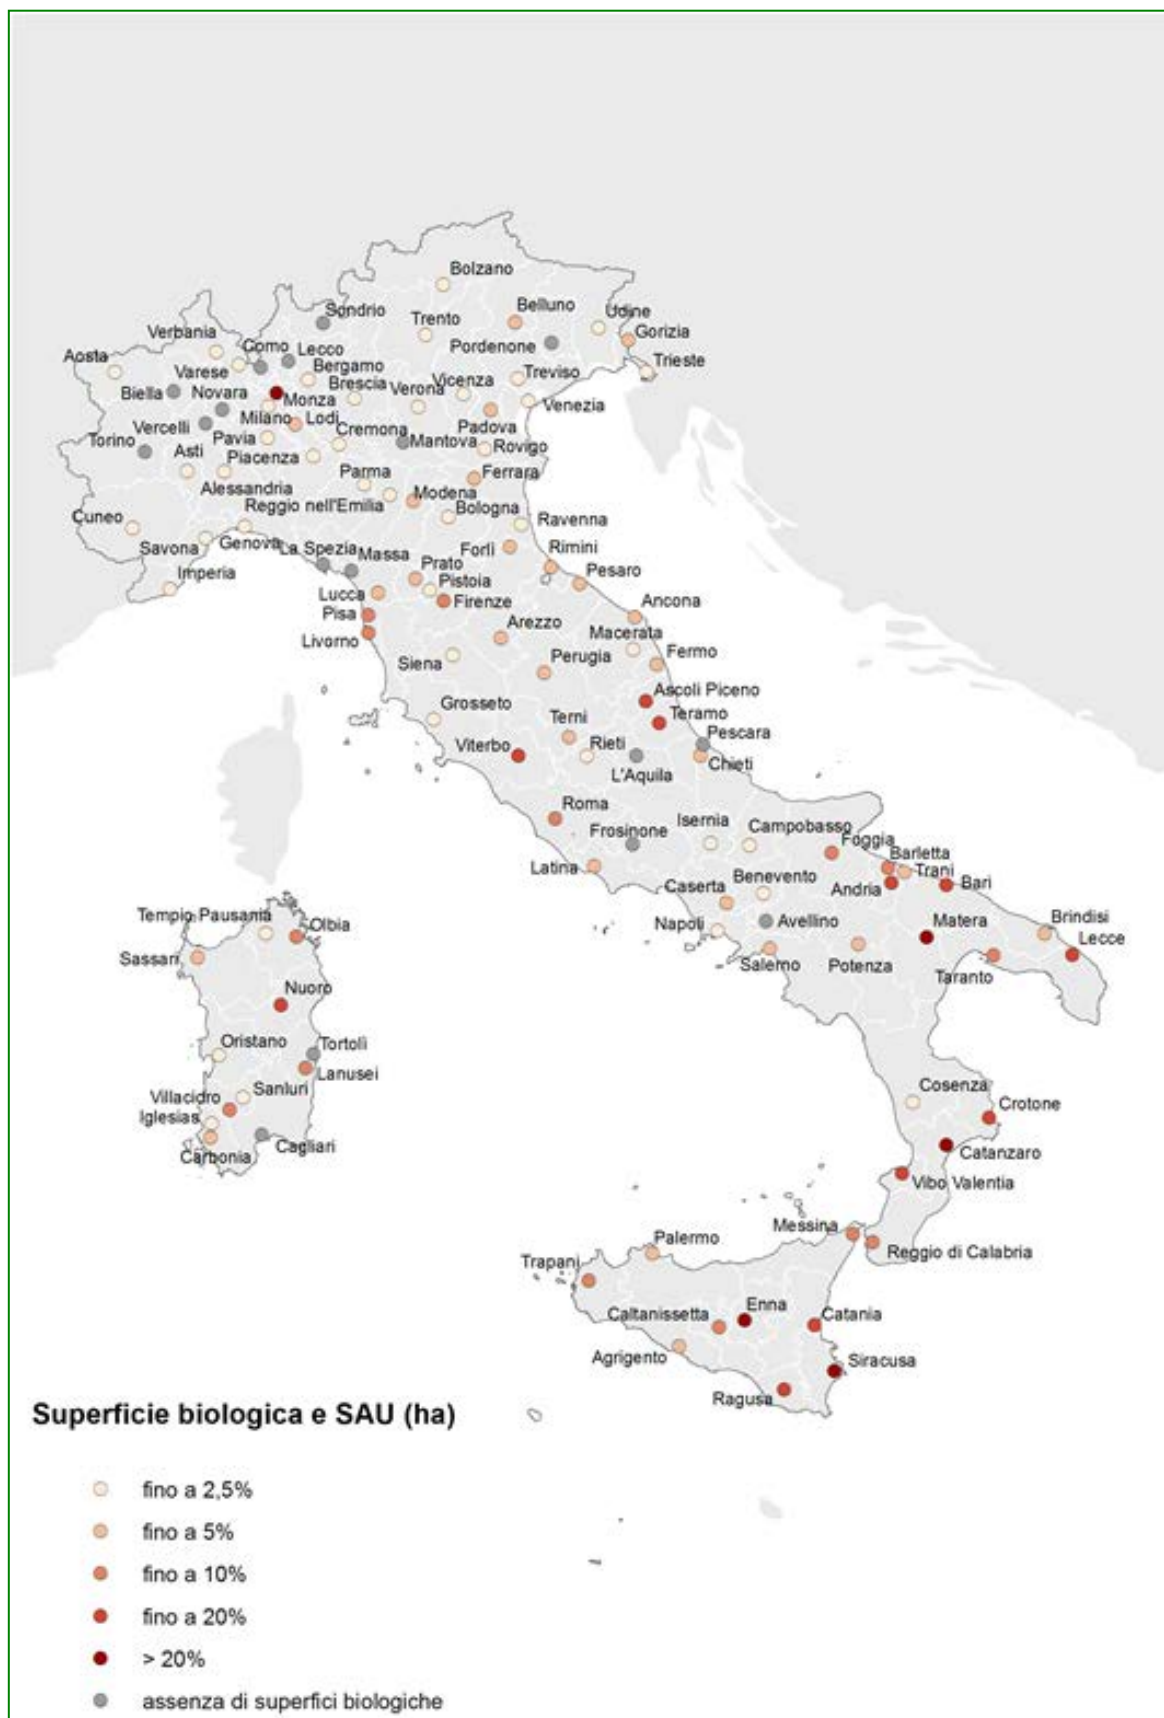 Bolzano
Sondrio
Belluno
Udine
Trento
Verbania
Pordenone
Gorizia
Como
Lecco
Aosta
Trieste
Varese
Bergamo
Biella
Novara
Brescia
Verona
Vicenza
Treviso
Monza
Venezia
Milano
Lodi
Padova
Vercelli
Torino
Pavia
Cremona
Mantova
Rovigo
Asti
Piacenza
Parma
Ferrara
Alessandria
Modena
Reggio nell'Emilia
Bologna
Cuneo
Ravenna
Savona
Genova
La Spezia
Massa
Forlì
Rimini
Imperia
Prato
Pistoia
Pesaro
Lucca
Firenze
Pisa
Ancona
Arezzo
Macerata
Livorno
Siena
Perugia
Fermo
Ascoli Piceno
Grosseto
Terni
Teramo
Viterbo
Rieti
Pescara
L'Aquila
Chieti
Roma
Isernia
Campobasso
Frosinone
Foggia
Barletta
Latina
Benevento
Trani
Caserta
Andria
Bari
Tempio Pausania
Olbia
Napoli
Avellino
Matera
Brindisi
Lecce
Sassari
Salerno
Potenza
Taranto
Nuoro
Oristano
Tortolì
Lanusei
Villacidro
Sanluri
Cosenza
Iglesias
Crotone
Carbonia
Cagliari
Catanzaro
Vibo Valentia
Messina
Palermo
Reggio di Calabria
Trapani
Enna
Caltanissetta
Catania
Agrigento
Siracusa
Ragusa
Superficie biologica e SAU (ha)
fino a 2,5%
fino a 5%
fino a 10%
fino a 20%
> 20%
assenza di superfici biologiche